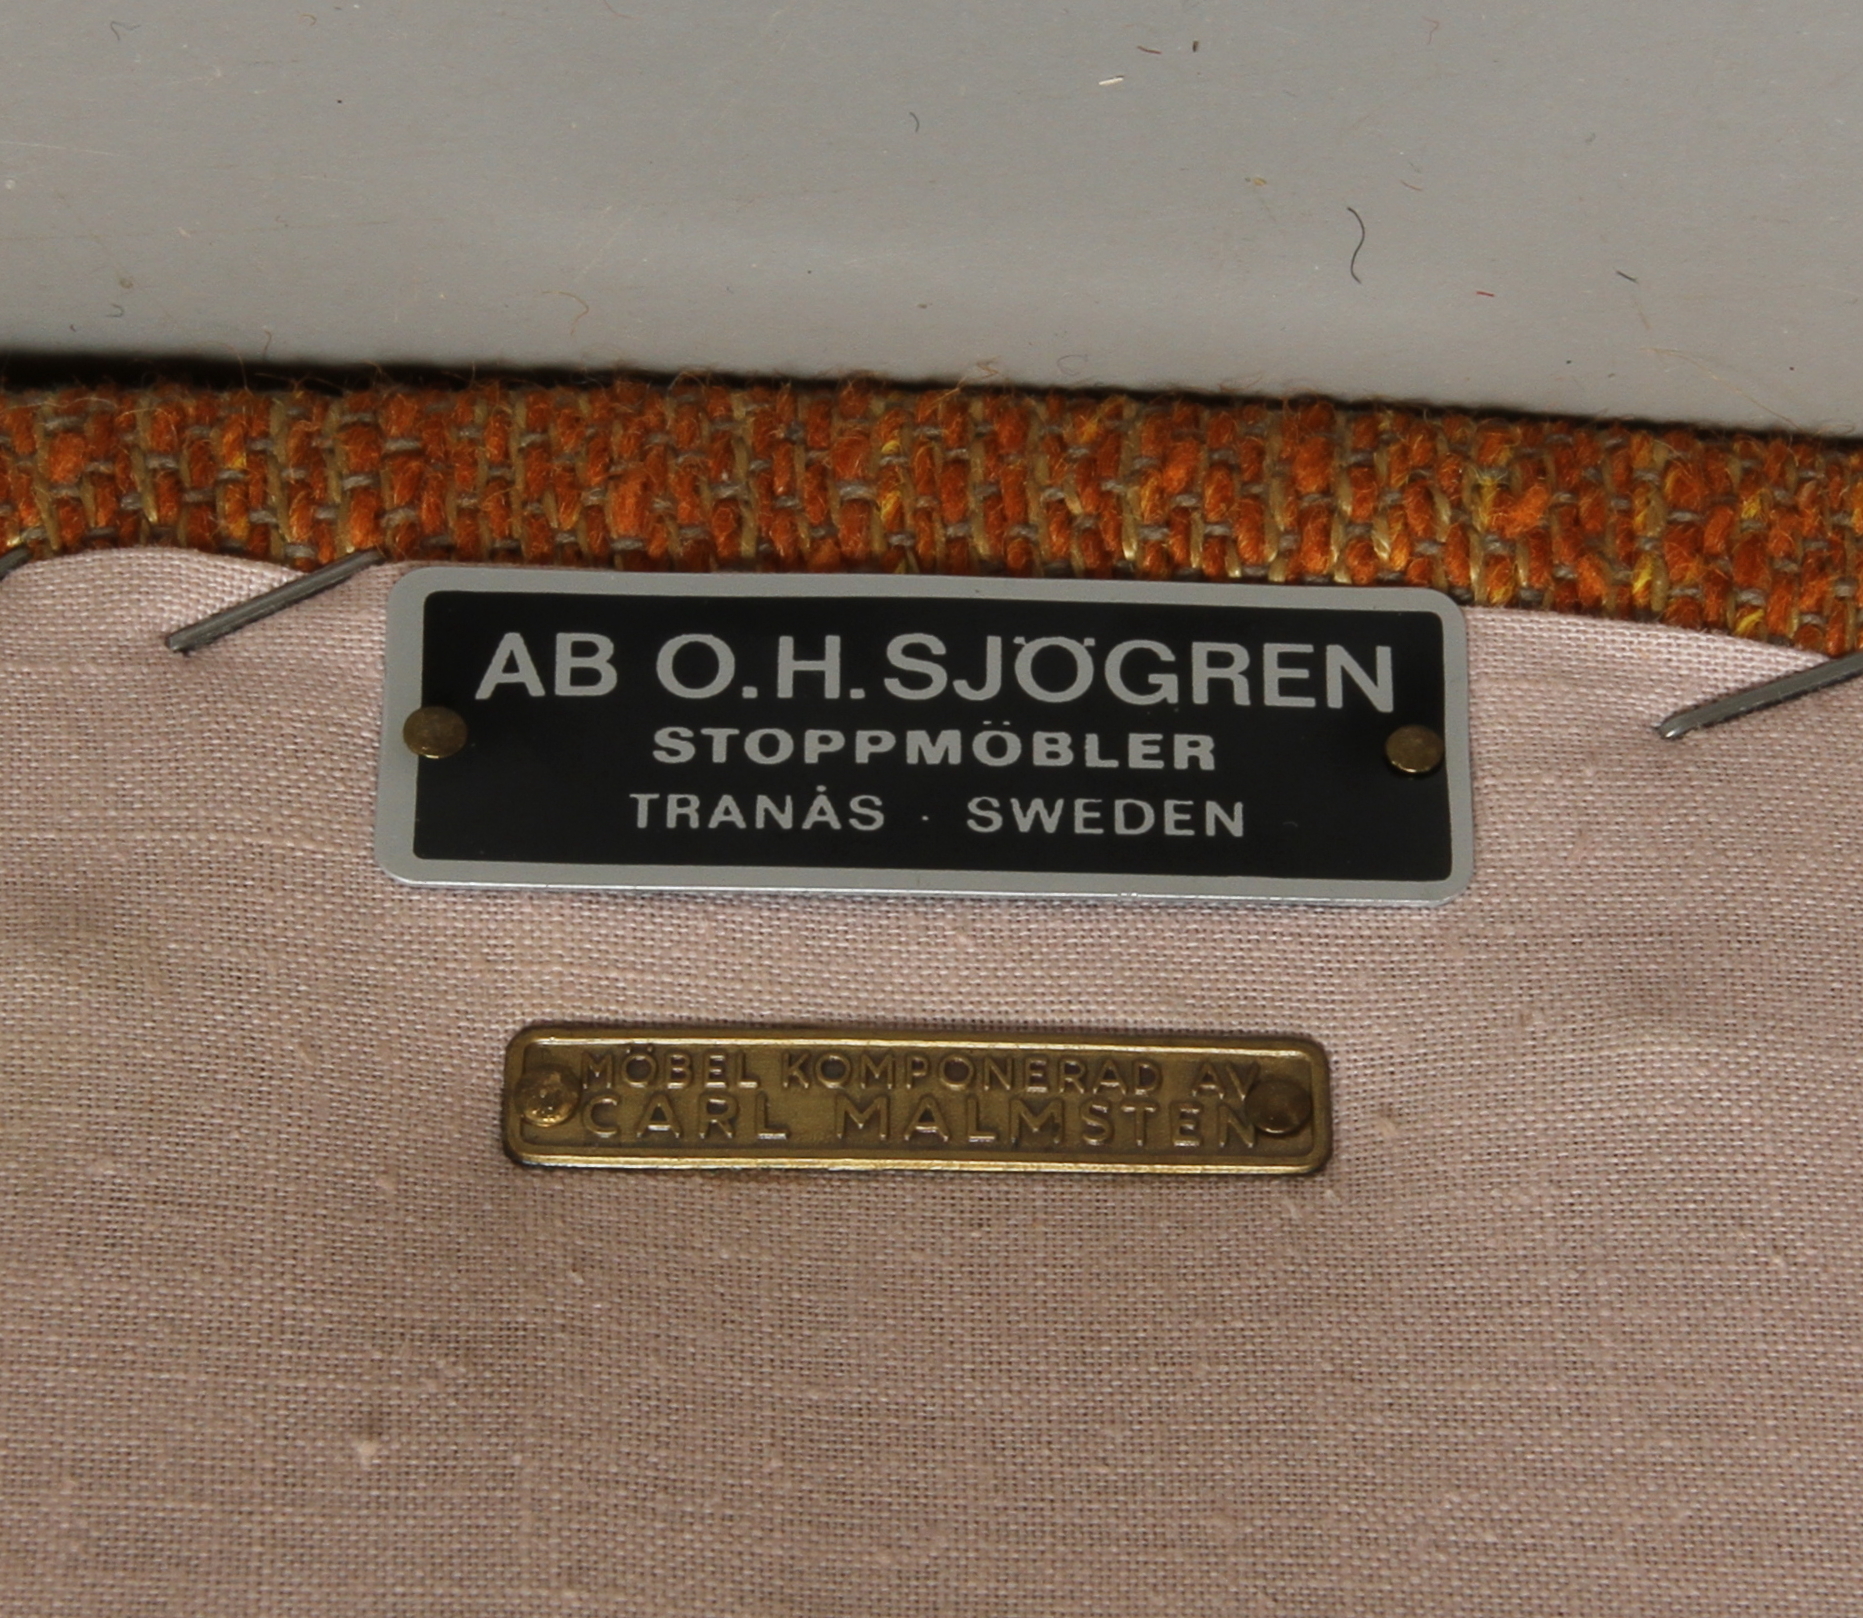 AB O.H.SJÖGREN
STOPPMÖBLER
TRANÅS · SWEDEN
MÖBEL KOMPONERAD AV
CARL MALMSTEN